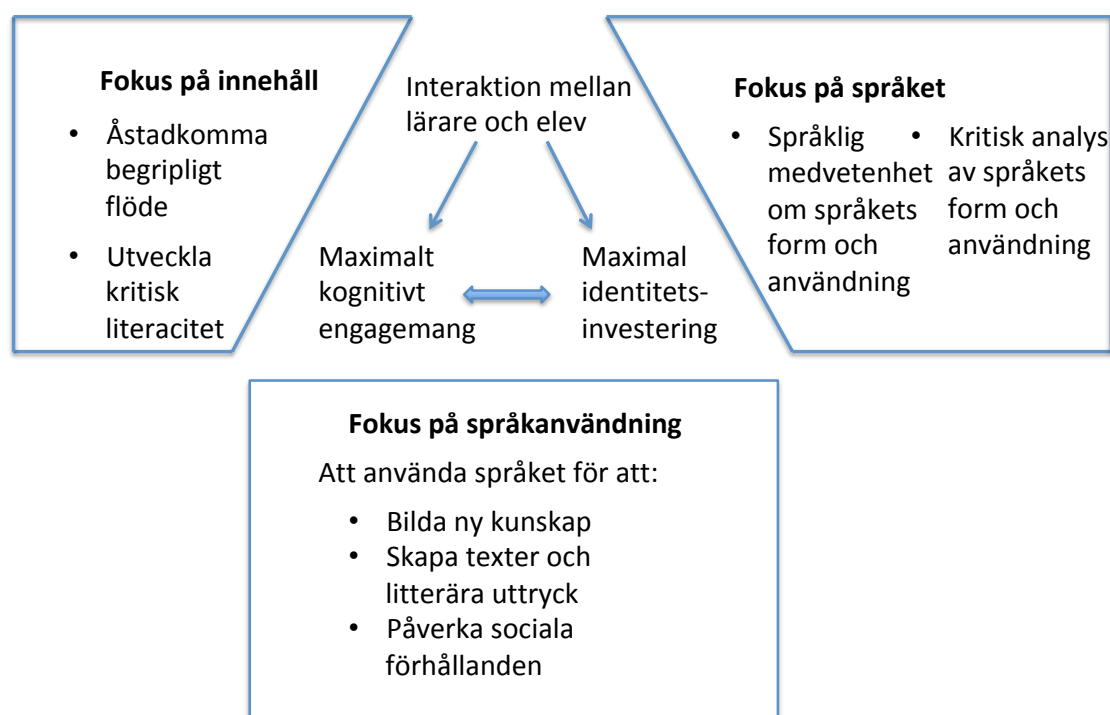 Fokus på innehåll
• Åstadkomma
begripligt
flöde
• Utveckla
kritisk
literacitet
Interaktion mellan
lärare och elev
Maximalt
kognitivt
engagemang
Maximal
identitets-
investering
Fokus på språket
• Språklig
medvetenhet
om språkets
form och
användning
• Kritisk analys
av språkets
form och
användning
Fokus på språkanvändning
Att använda språket för att:
• Bilda ny kunskap
• Skapa texter och
litterära uttryck
• Påverka sociala
förhållanden